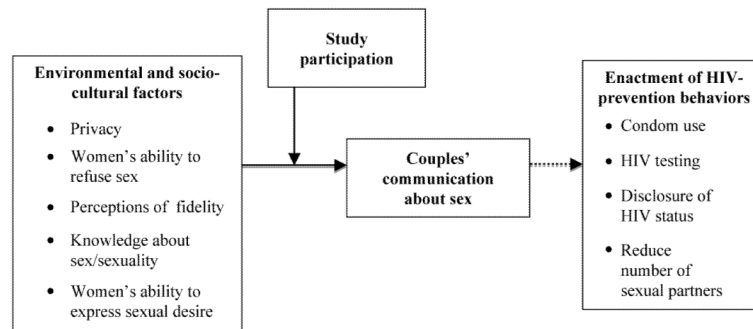 Study
participation
Environmental and socio-
cultural factors
• Privacy
• Women's ability to
refuse sex
• Perceptions of fidelity
• Knowledge about
sex/sexuality
• Women's ability to
express sexual desire
Couples'
communication
about sex
Enactment of HIV-
prevention behaviors
• Condom use
• HIV testing
• Disclosure of
HIV status
• Reduce
number of
sexual partners